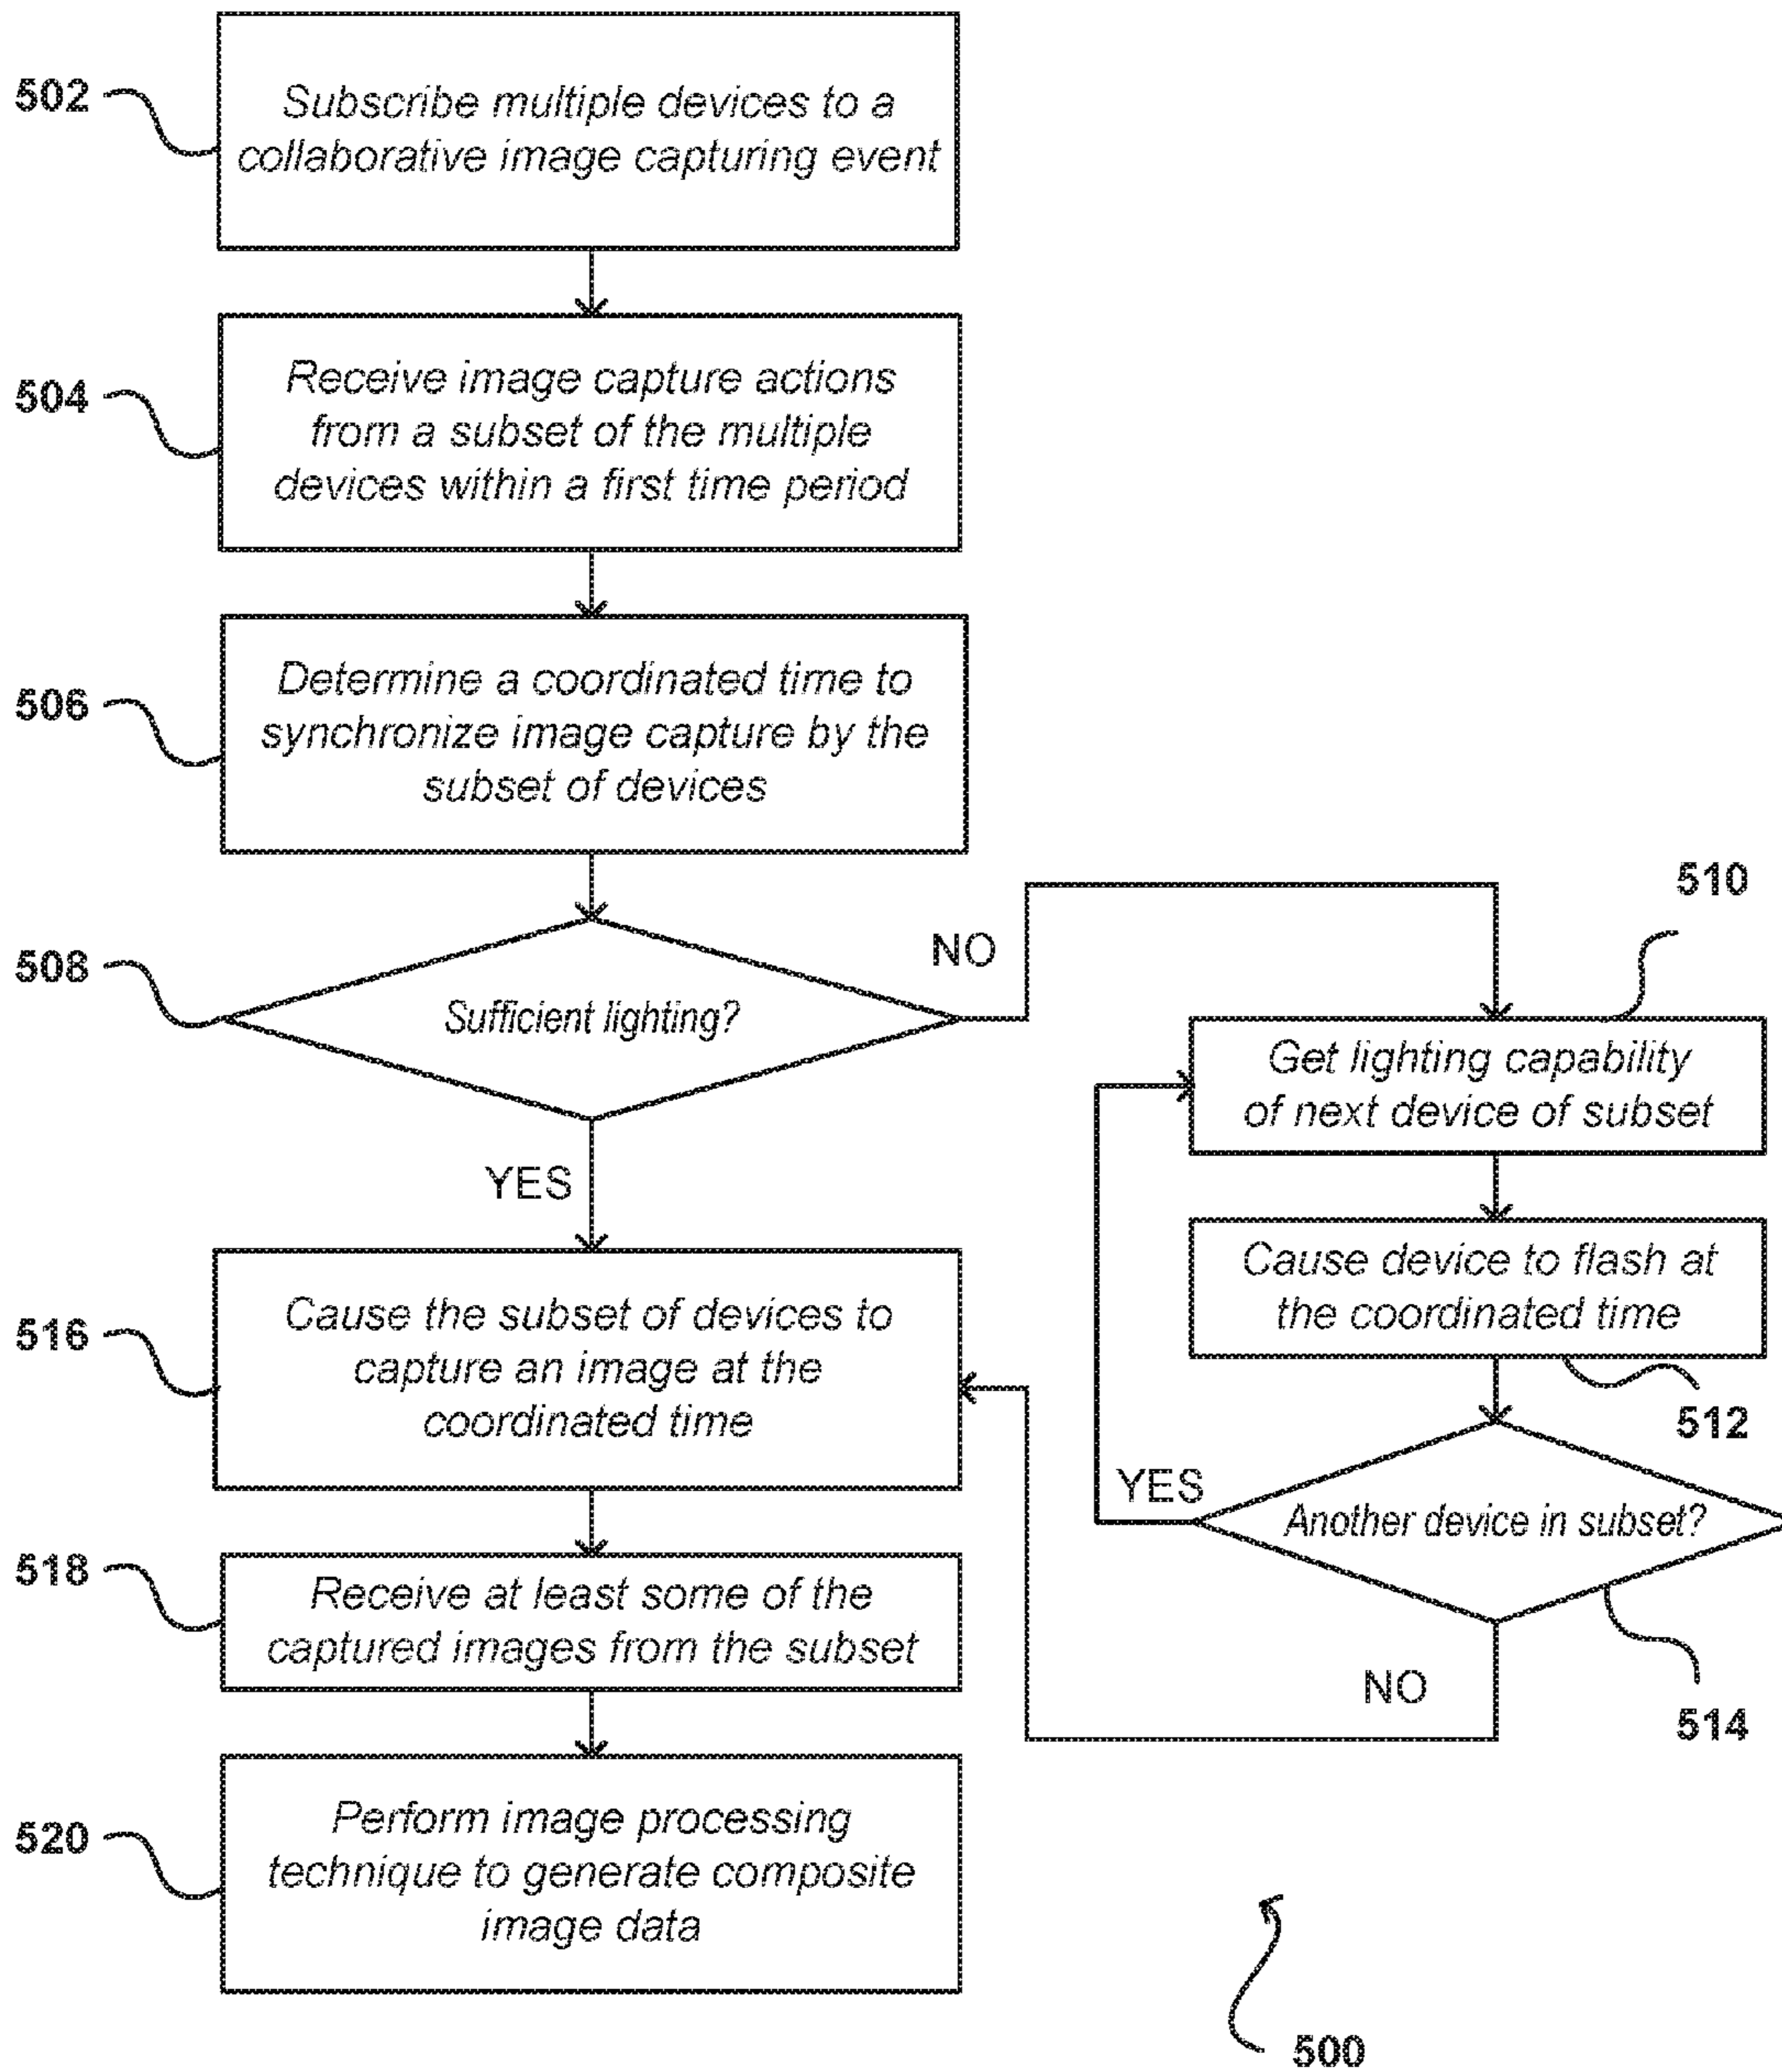 502
Subscribe multiple devices to a
collaborative image capturing event
504
Receive image capture actions
from a subset of the multiple
devices within a first time period
506
Determine a coordinated time to
synchronize image capture by the
subset of devices
508
Sufficient lighting?
NO
YES
510
Get lighting capability
of next device of subset
Cause device to flash at
the coordinated time
512
YES
Another device in subset?
NO
514
516
Cause the subset of devices to
capture an image at the
coordinated time
518
Receive at least some of the
captured images from the subset
520
Perform image processing
technique to generate composite
image data
500